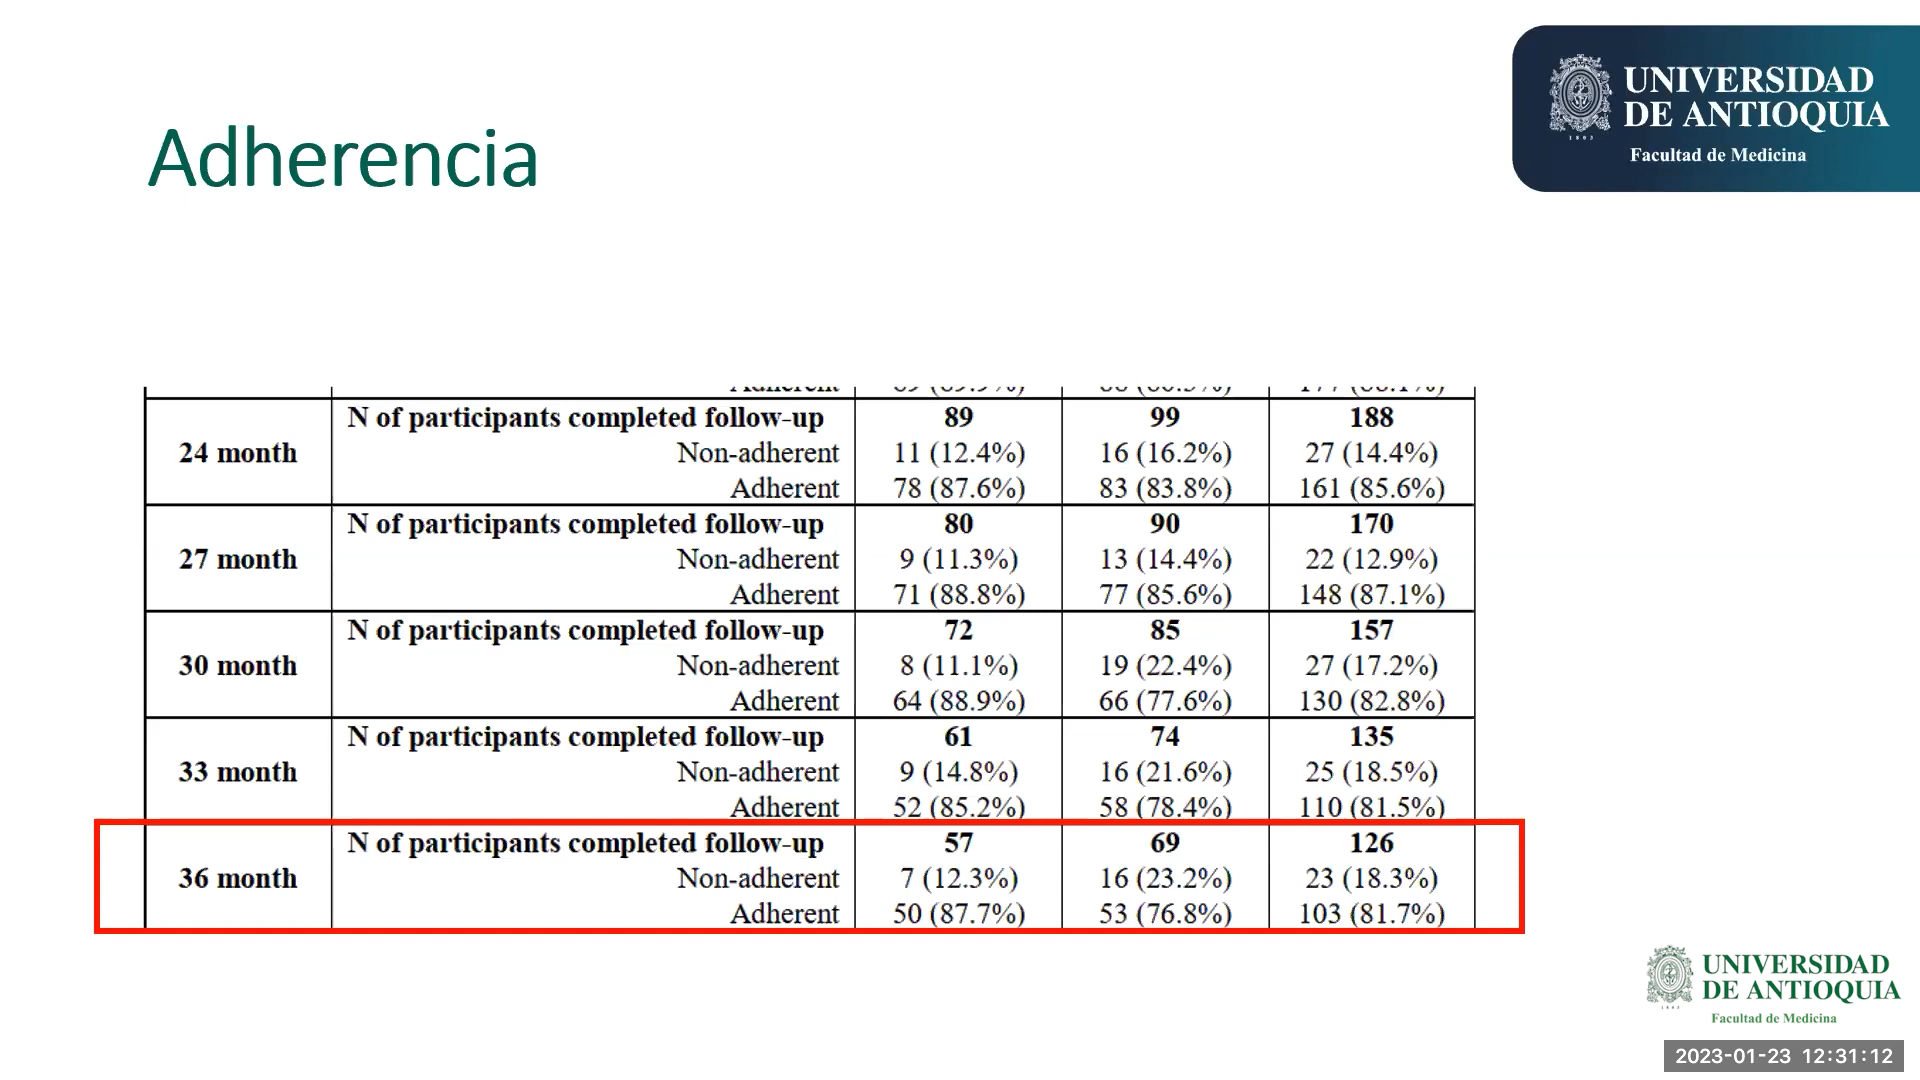 UNIVERSIDAD
DE ANTIOQUIA
1803
Facultad de Medicina
Adherencia
24 month
N of participants completed follow-up 89 99 188
Non-adherent 11 (12.4%) 16 (16.2%) 27 (14.4%)
Adherent 78 (87.6%) 83 (83.8%) 161 (85.6%)
27 month
N of participants completed follow-up 80 90 170
Non-adherent 9 (11.3%) 13 (14.4%) 22 (12.9%)
Adherent 71 (88.8%) 77 (85.6%) 148 (87.1%)
30 month
N of participants completed follow-up 72 85 157
Non-adherent 8 (11.1%) 19 (22.4%) 27 (17.2%)
Adherent 64 (88.9%) 66 (77.6%) 130 (82.8%)
33 month
N of participants completed follow-up 61 74 135
Non-adherent 9 (14.8%) 16 (21.6%) 25 (18.5%)
Adherent 52 (85.2%) 58 (78.4%) 110 (81.5%)
36 month
N of participants completed follow-up 57 69 126
Non-adherent 7 (12.3%) 16 (23.2%) 23 (18.3%)
Adherent 50 (87.7%) 53 (76.8%) 103 (81.7%)
UNIVERSIDAD
DE ANTIOQUIA
Facultad de Medicina
2023-01-23 12:31:12